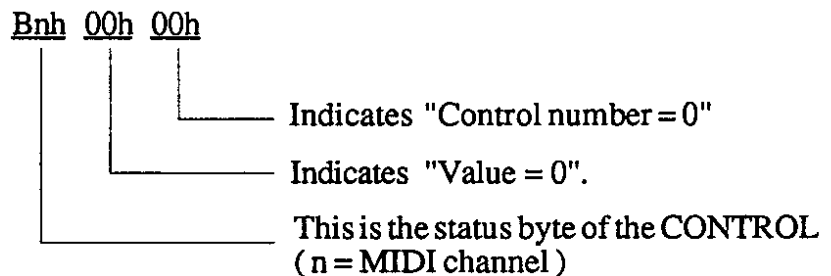 Bnh 00h 00h
Indicates "Control number = 0"
Indicates "Value = 0".
This is the status byte of the CONTROL
( n = MIDI channel )